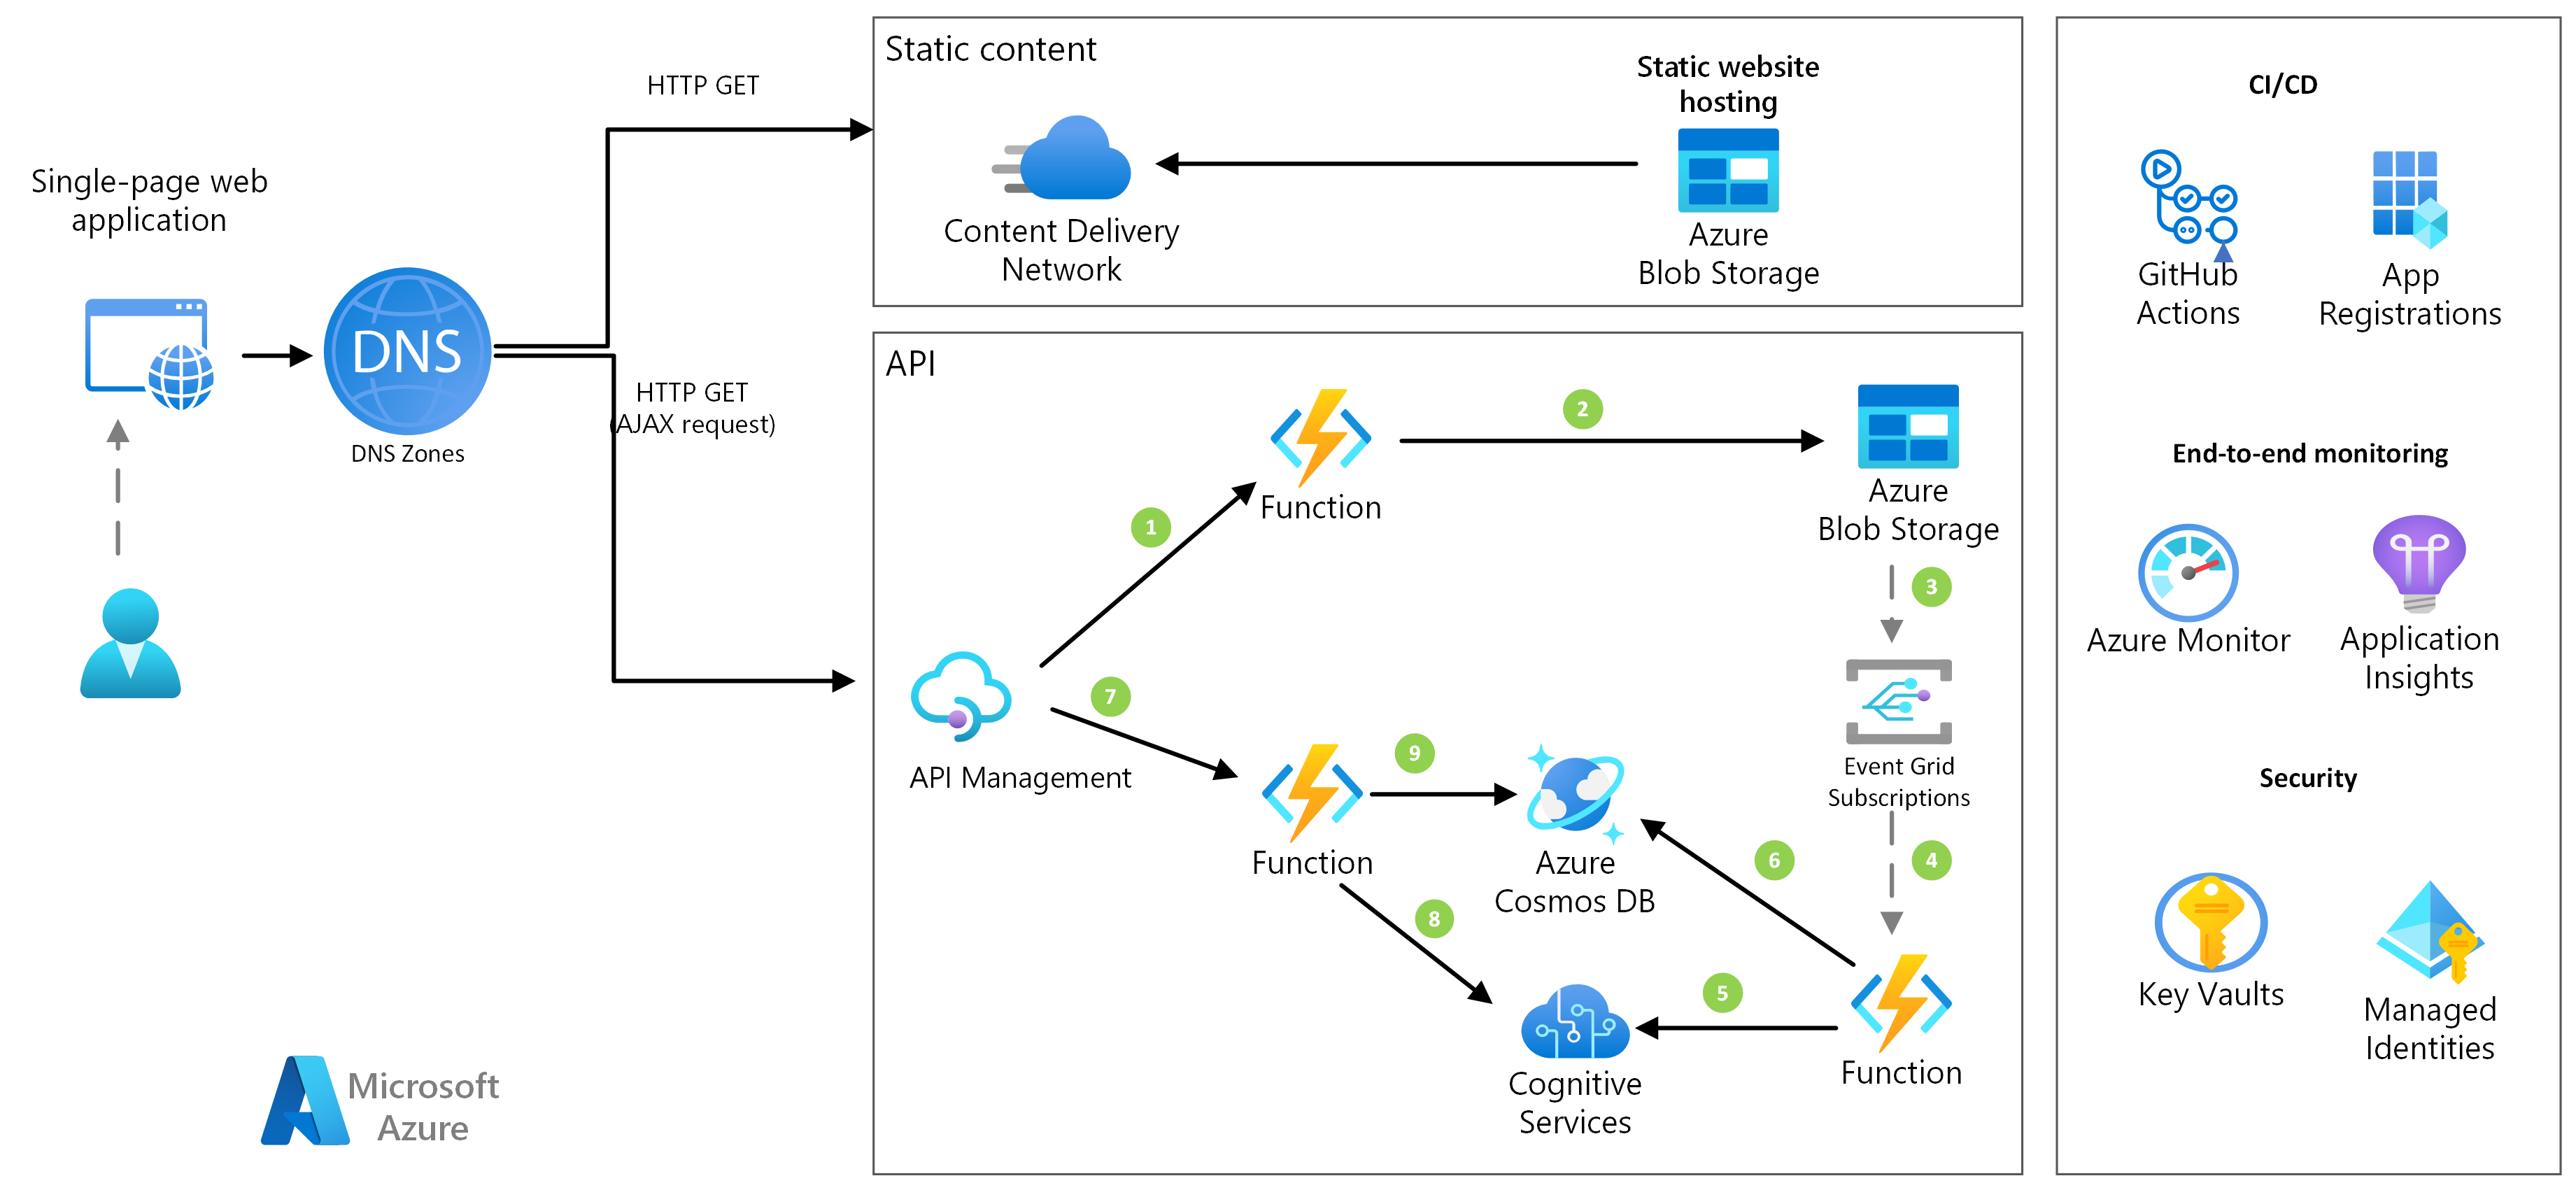 Single-page web
application
DNS
DNS Zones
HTTP GET
HTTP GET
(AJAX request)
Microsoft
Azure
Static content
Content Delivery
Network
Static website
hosting
Azure
Blob Storage
API
API Management
1
Function
2
Azure
Blob Storage
3
Event Grid
Subscriptions
4
7
Function
9
Azure
Cosmos DB
6
8
5
Cognitive
Services
Function
CI/CD
GitHub
Actions
App
Registrations
End-to-end monitoring
Azure Monitor
Application
Insights
Security
Key Vaults
Managed
Identities